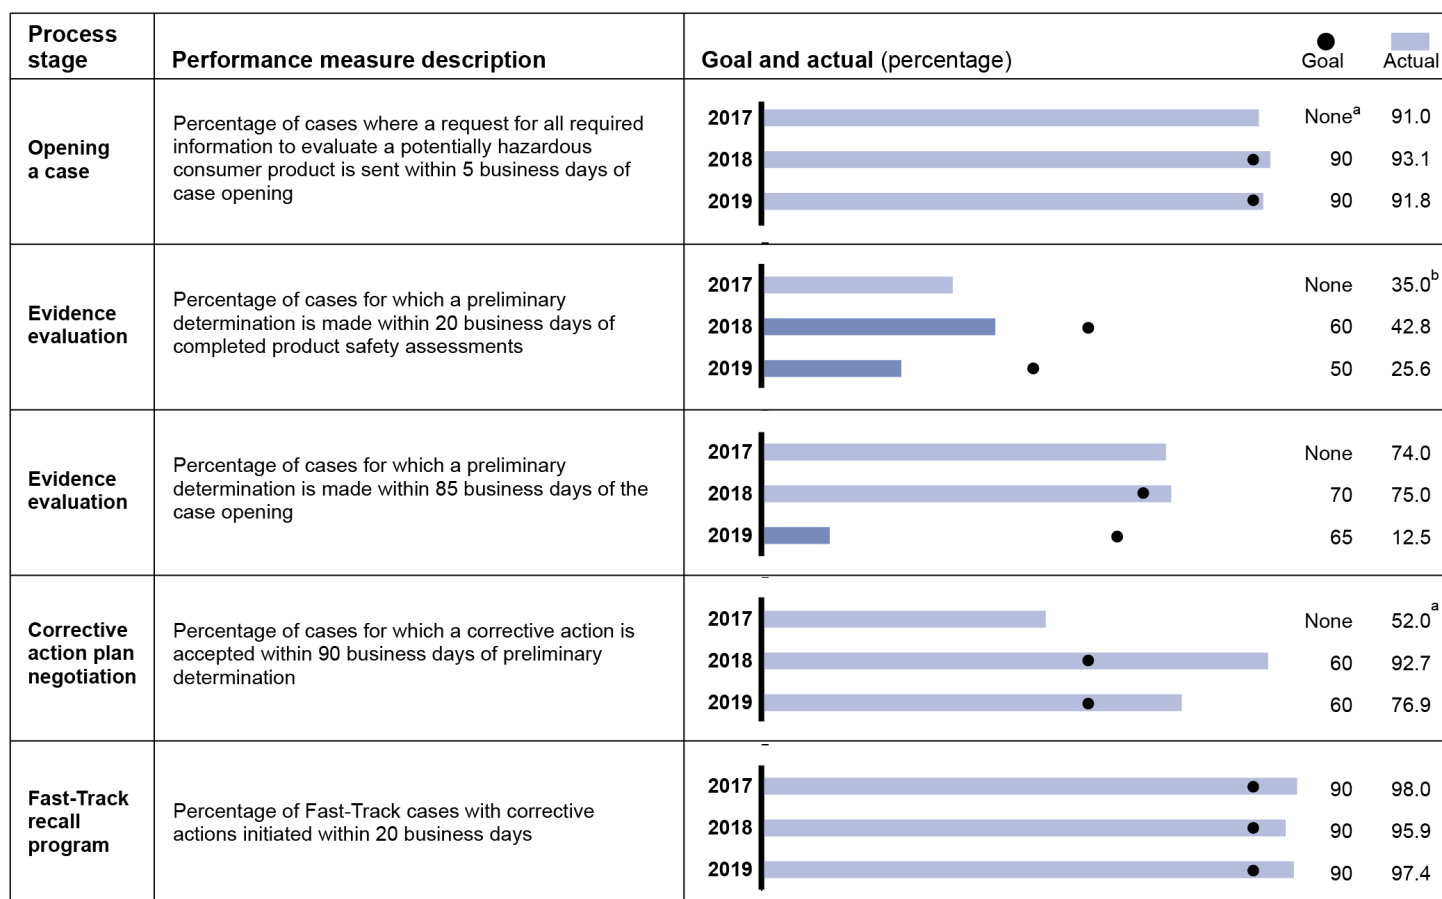 Process stage
Performance measure description
Goal and actual (percentage)
Goal
Actual
Opening a case
Percentage of cases where a request for all required
information to evaluate a potentially hazardous
consumer product is sent within 5 business days of
case opening
2017 None^a 91.0
2018 90 93.1
2019 90 91.8
Evidence
evaluation
Percentage of cases for which a preliminary
determination is made within 20 business days of
completed product safety assessments
2017 None 35.0^b
2018 60 42.8
2019 50 25.6
Evidence
evaluation
Percentage of cases for which a preliminary
determination is made within 85 business days of the
case opening
2017 None 74.0
2018 70 75.0
2019 65 12.5
Corrective
action plan
negotiation
Percentage of cases for which a corrective action is
accepted within 90 business days of preliminary
determination
2017 None 52.0^a
2018 60 92.7
2019 60 76.9
Fast-Track
recall
program
Percentage of Fast-Track cases with corrective
actions initiated within 20 business days
2017 90 98.0
2018 90 95.9
2019 90 97.4